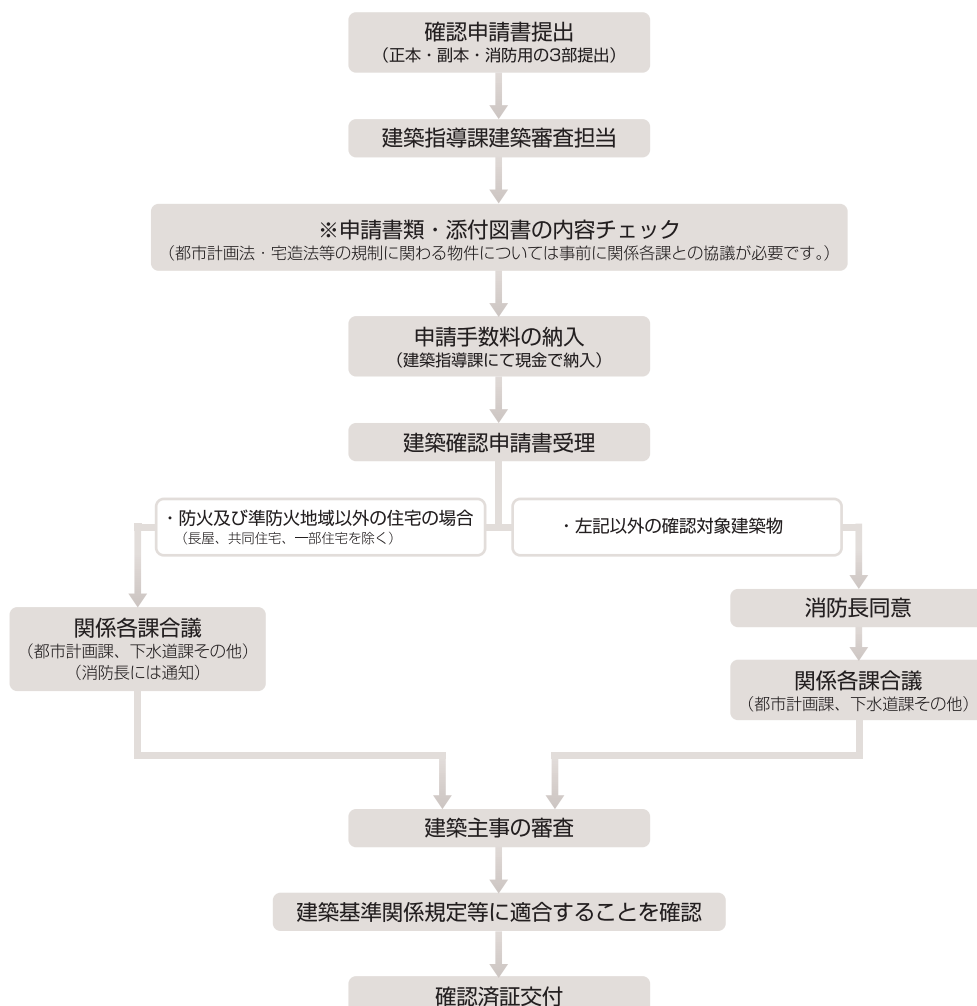 確認申請書提出
（正本・副本・消防用の3部提出）
建築指導課建築審査担当
※申請書類・添付図書の内容チェック
（都市計画法・宅造法等の規制に関わる物件については事前に関係各課との協議が必要です。）
申請手数料の納入
（建築指導課にて現金で納入）
建築確認申請書受理
・防火及び準防火地域以外の住宅の場合
（長屋、共同住宅、一部住宅を除く）
・左記以外の確認対象建築物
関係各課合議
（都市計画課、下水道課その他）
（消防長には通知）
消防長同意
関係各課合議
（都市計画課、下水道課その他）
建築主事の審査
建築基準関係規定等に適合することを確認
確認済証交付